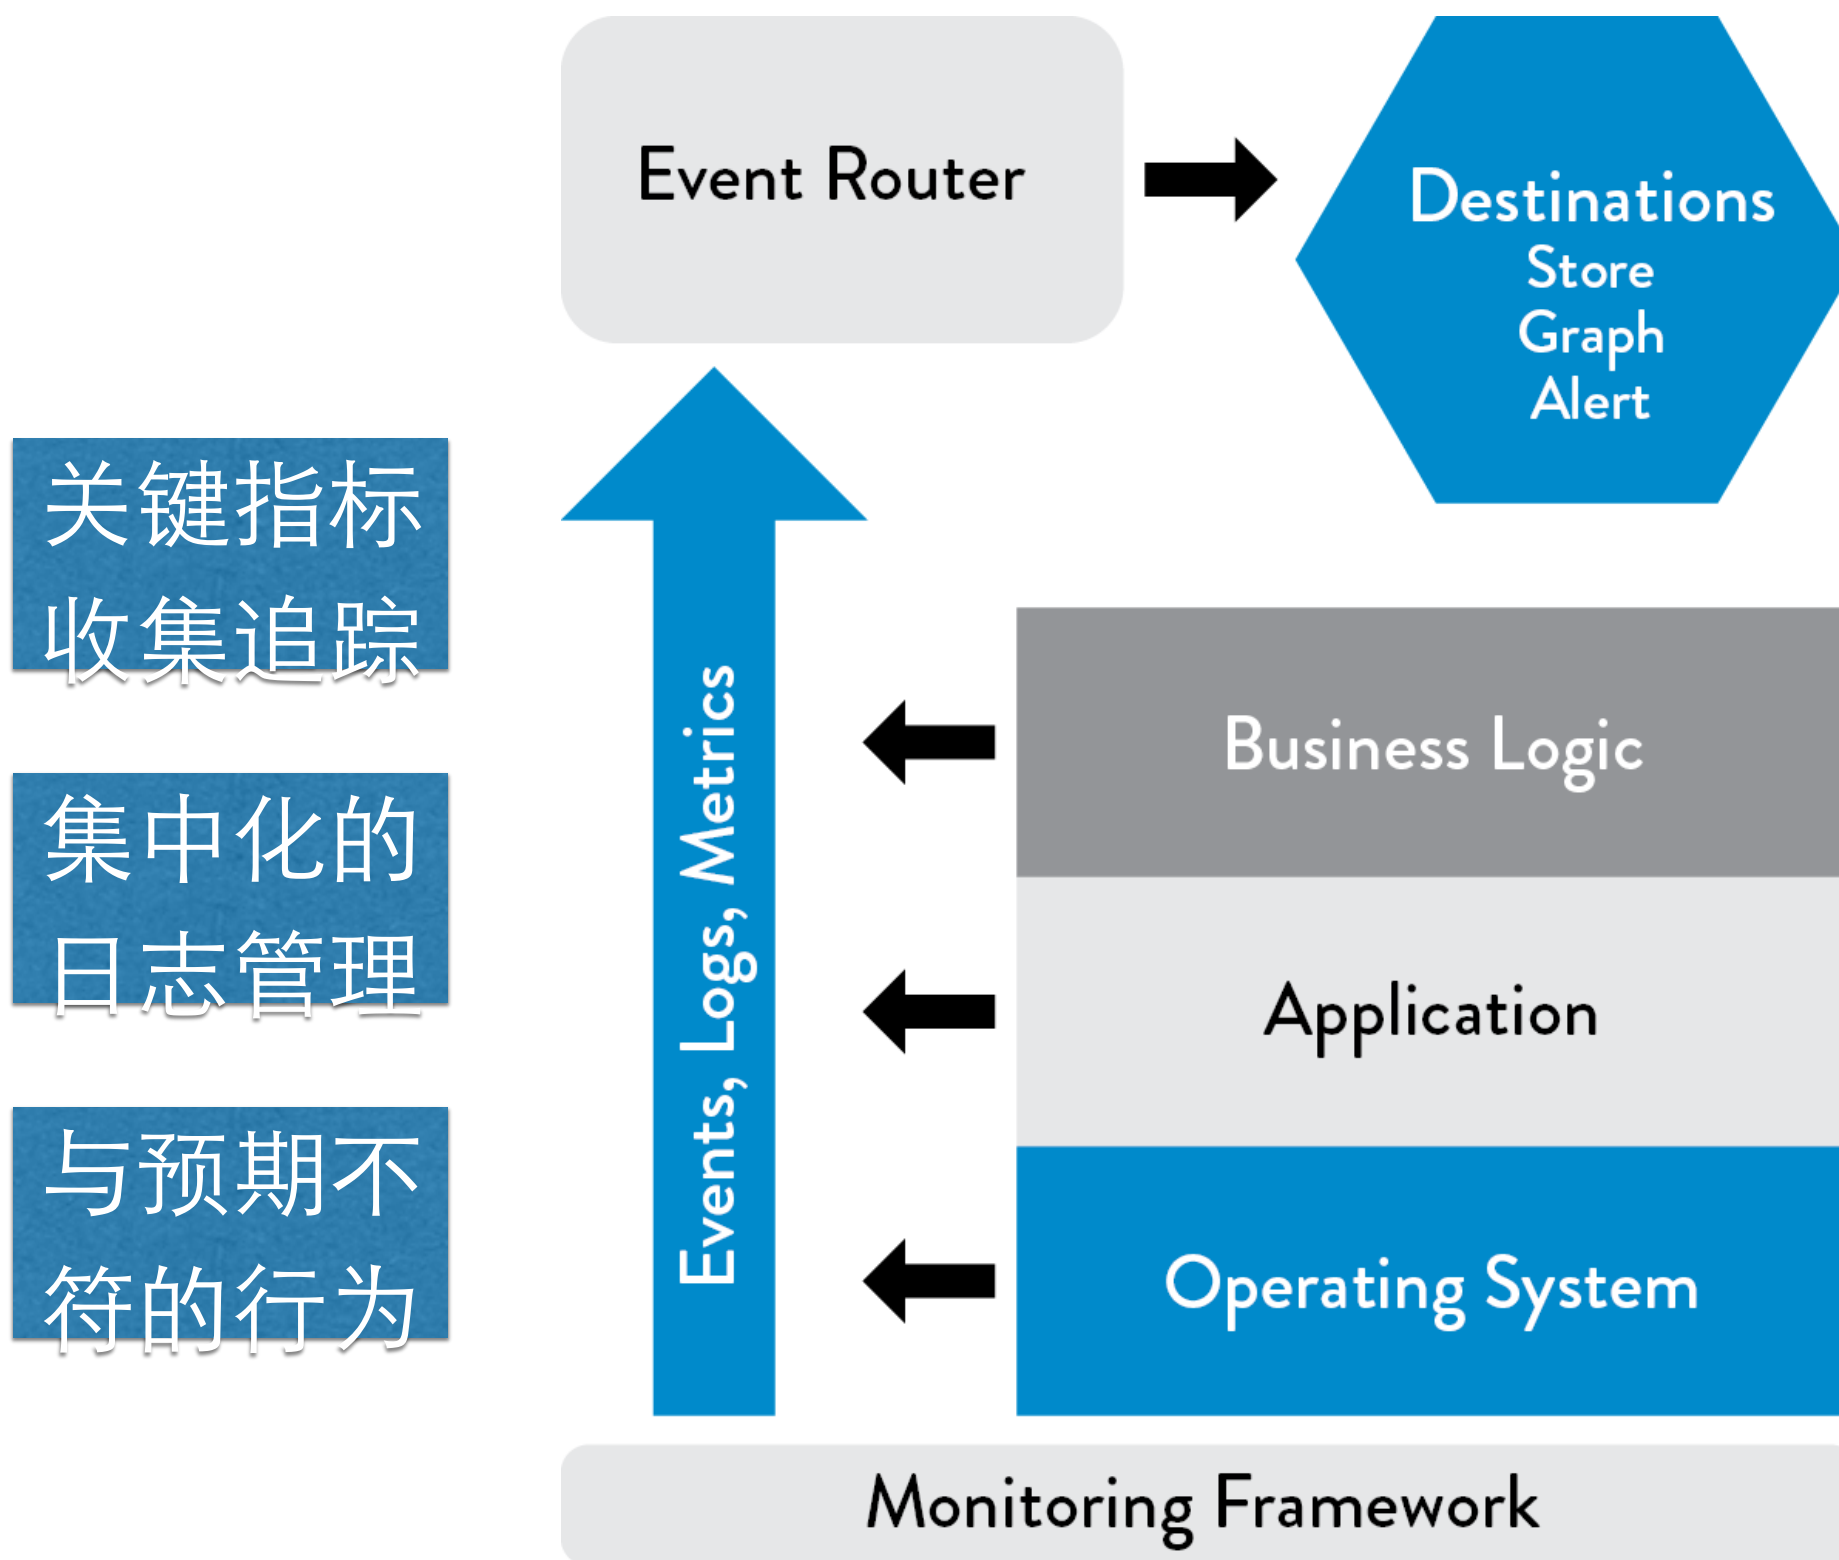 Event Router
Destinations
Store
Graph
Alert
关键指标
收集追踪
集中化的
日志管理
与预期不
符的行为
Events, Logs, Metrics
Business Logic
Application
Operating System
Monitoring Framework